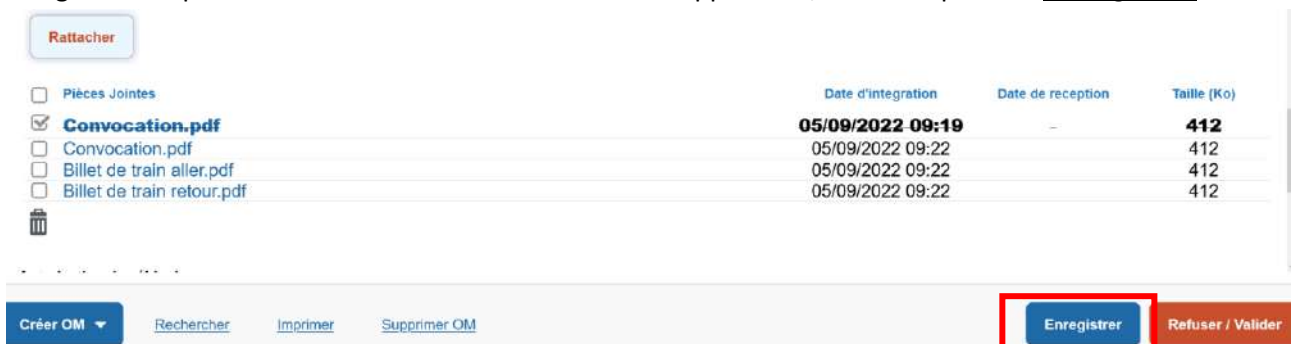 Rattacher
Pièces Jointes Date d'integration Date de reception Taille (Ko)
Convocation.pdf 05/09/2022 09:19 - 412
Convocation.pdf 05/09/2022 09:22 412
Billet de train aller.pdf 05/09/2022 09:22 412
Billet de train retour.pdf 05/09/2022 09:22 412
Créer OM Rechercher Imprimer Supprimer OM Enregistrer Refuser / Valider